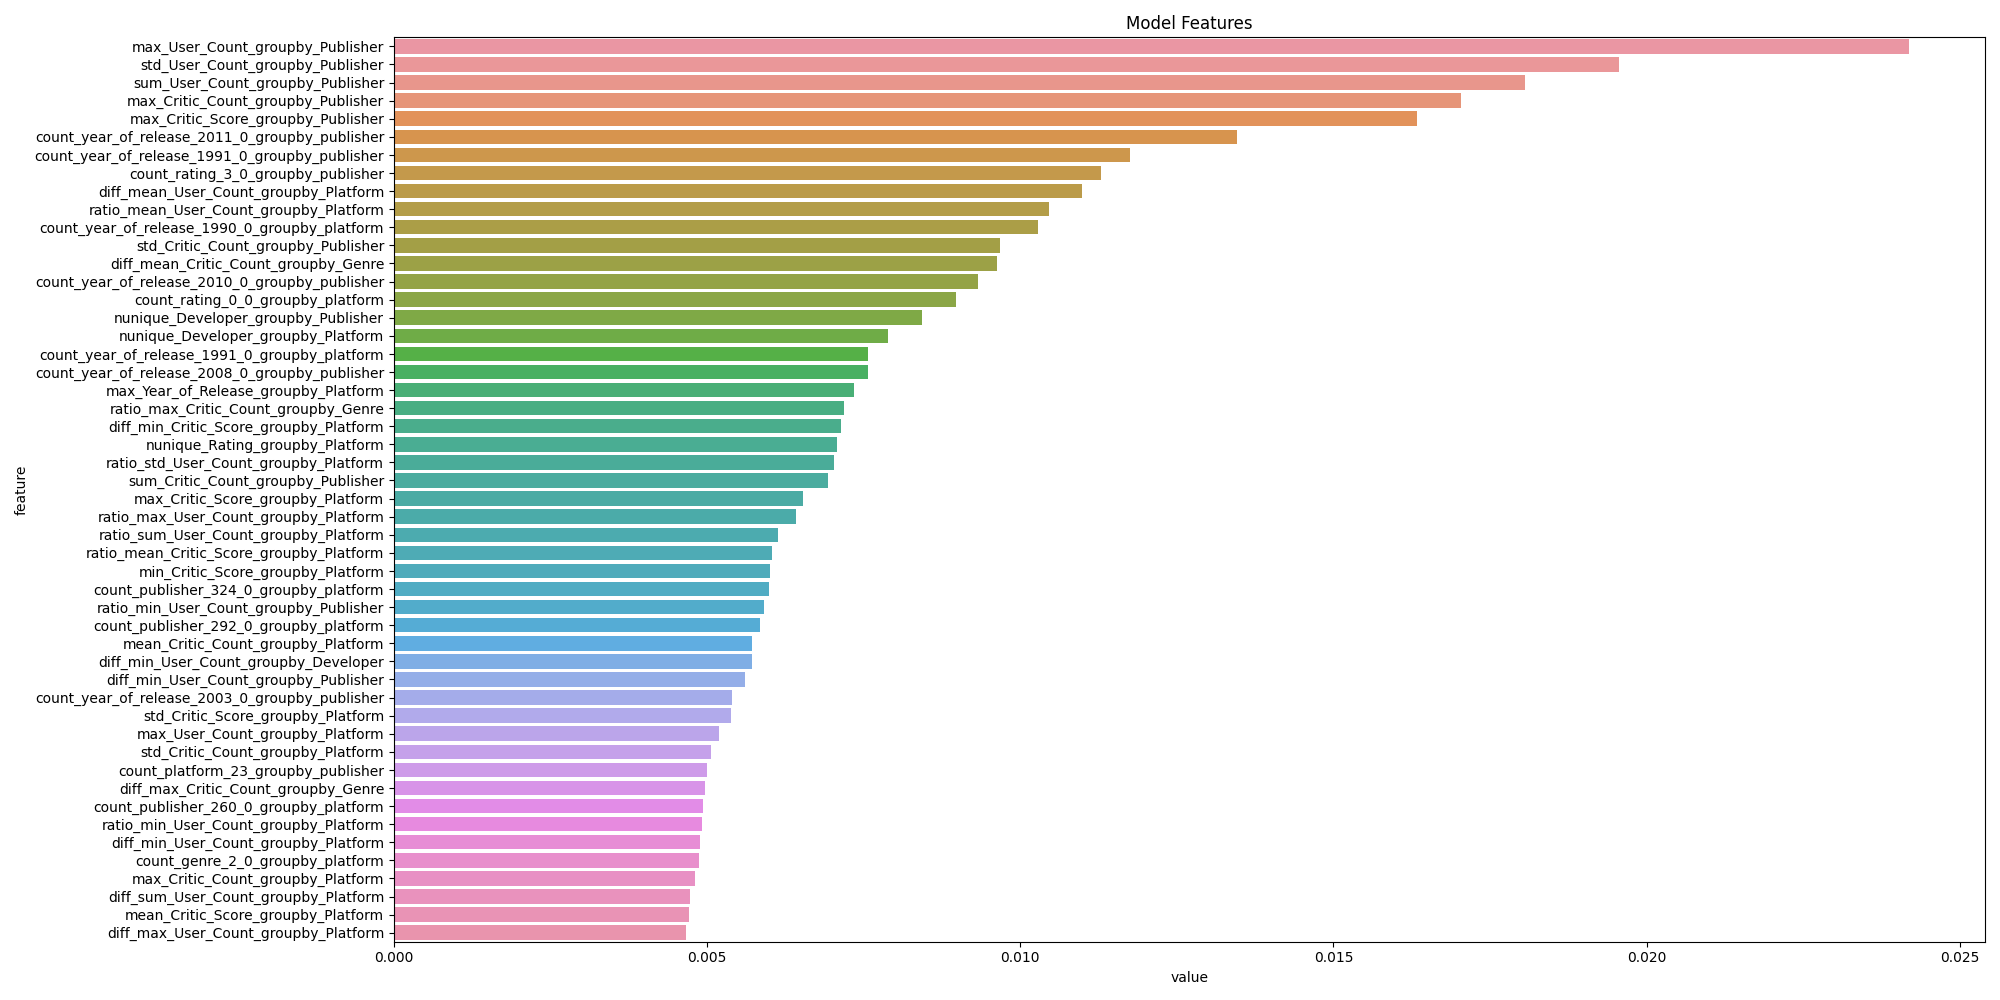 Model Features
max_User_Count_groupby_Publisher
std_User_Count_groupby_Publisher
sum_User_Count_groupby_Publisher
max_Critic_Count_groupby_Publisher
max_Critic_Score_groupby_Publisher
count_year_of_release_2011_0_groupby_publisher
count_year_of_release_1991_0_groupby_publisher
count_rating_3_0_groupby_publisher
diff_mean_User_Count_groupby_Platform
ratio_mean_User_Count_groupby_Platform
count_year_of_release_1990_0_groupby_platform
std_Critic_Count_groupby_Publisher
diff_mean_Critic_Count_groupby_Genre
count_year_of_release_2010_0_groupby_publisher
count_rating_0_0_groupby_platform
nunique_Developer_groupby_Publisher
nunique_Developer_groupby_Platform
count_year_of_release_1991_0_groupby_platform
count_year_of_release_2008_0_groupby_publisher
max_Year_of_Release_groupby_Platform
ratio_max_Critic_Count_groupby_Genre
diff_min_Critic_Score_groupby_Platform
nunique_Rating_groupby_Platform
ratio_std_User_Count_groupby_Platform
sum_Critic_Count_groupby_Publisher
max_Critic_Score_groupby_Platform
ratio_max_User_Count_groupby_Platform
ratio_sum_User_Count_groupby_Platform
ratio_mean_Critic_Score_groupby_Platform
min_Critic_Score_groupby_Platform
count_publisher_324_0_groupby_platform
ratio_min_User_Count_groupby_Publisher
count_publisher_292_0_groupby_platform
mean_Critic_Count_groupby_Platform
diff_min_User_Count_groupby_Developer
diff_min_User_Count_groupby_Publisher
count_year_of_release_2003_0_groupby_publisher
std_Critic_Score_groupby_Platform
max_User_Count_groupby_Platform
std_Critic_Count_groupby_Platform
count_platform_23_groupby_publisher
diff_max_Critic_Count_groupby_Genre
count_publisher_260_0_groupby_platform
ratio_min_User_Count_groupby_Platform
diff_min_User_Count_groupby_Platform
count_genre_2_0_groupby_platform
max_Critic_Count_groupby_Platform
diff_sum_User_Count_groupby_Platform
mean_Critic_Score_groupby_Platform
diff_max_User_Count_groupby_Platform
feature
0.000 0.005 0.010 0.015 0.020 0.025
value